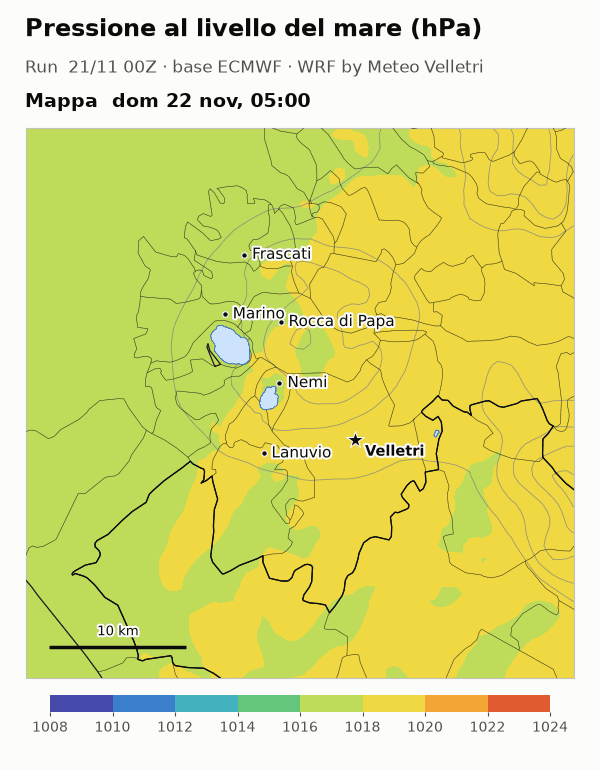 Pressione al livello del mare (hPa)
Run  21/11 00Z · base ECMWF · WRF by Meteo Velletri
Mappa  dom 22 nov, 05:00
Frascati
Marino
Rocca di Papa
Nemi
Velletri
Lanuvio
10 km
1008 1010 1012 1014 1016 1018 1020 1022 1024